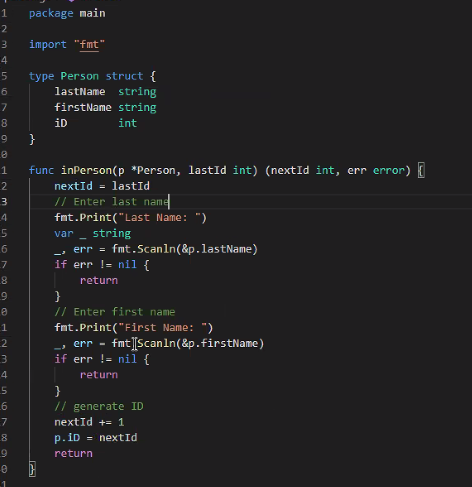 1 package main
2
3 import "fmt"
4
5 type Person struct {
6 lastName string
7 firstName string
8 iD int
9 }
0
1 func inPerson(p *Person, lastId int) (nextId int, err error) {
2 nextId = lastId
3 // Enter last name
4 fmt.Print("Last Name: ")
5 var _ string
6 _, err = fmt.Scanln(&p.lastName)
7 if err != nil {
8 return
9 }
0 // Enter first name
1 fmt.Print("First Name: ")
2 _, err = fmt.Scanln(&p.firstName)
3 if err != nil {
4 return
5 }
6 // generate ID
7 nextId += 1
8 p.iD = nextId
9 return
0 }
1